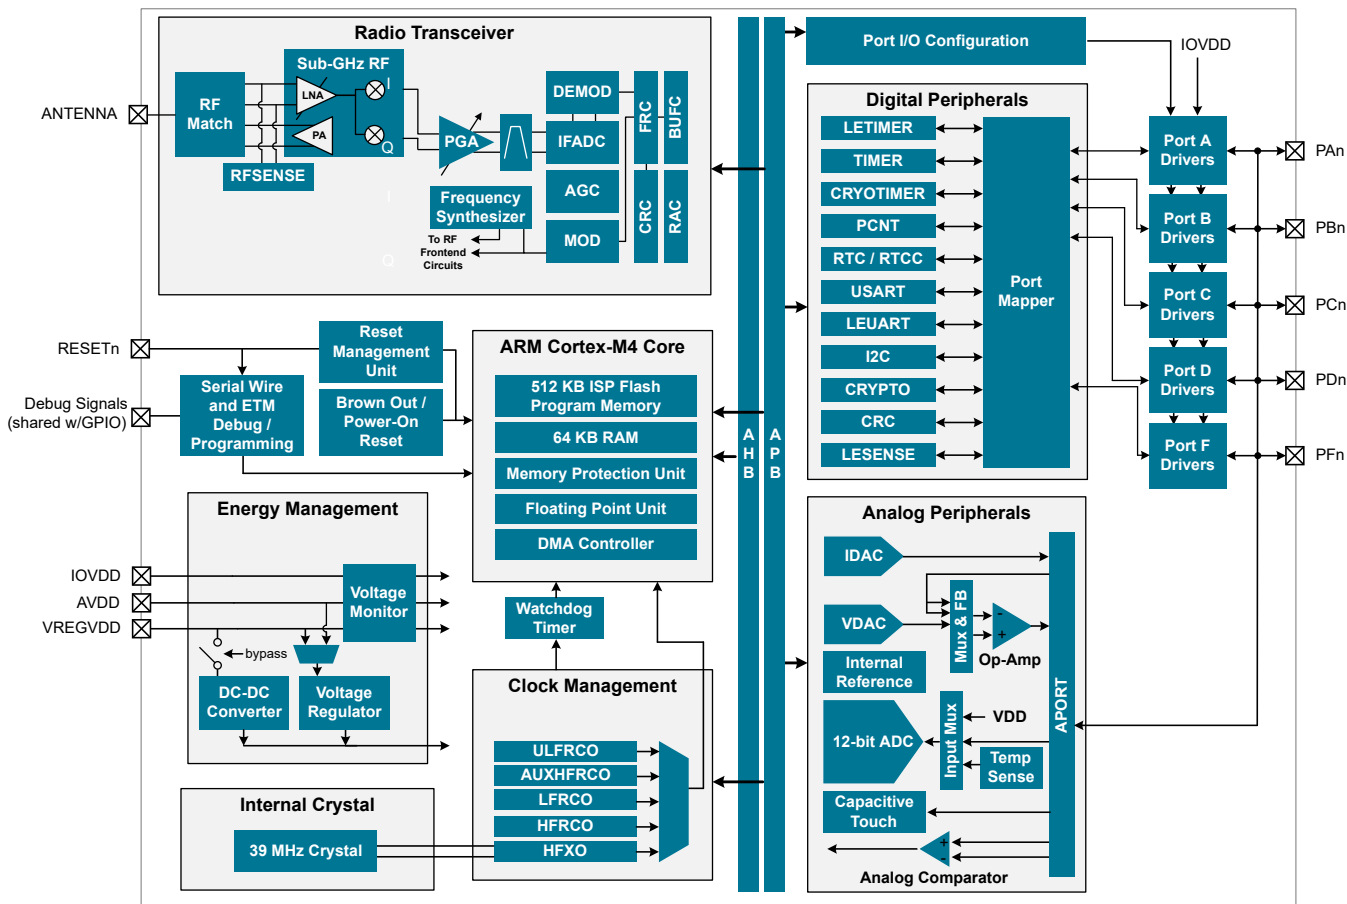 Radio Transceiver
ANTENNA
RF
Match
Sub-GHz RF
LNA
PA
I
Q
RFSENSE
PGA
I
Q
Frequency
Synthesizer
To RF
Frontend
Circuits
DEMOD
IFADC
AGC
MOD
FRC
BUFC
CRC
RAC
RESETn
Debug Signals
(shared w/GPIO)
Reset
Management
Unit
Serial Wire
and ETM
Debug /
Programming
Brown Out /
Power-On
Reset
ARM Cortex-M4 Core
512 KB ISP Flash
Program Memory
64 KB RAM
Memory Protection Unit
Floating Point Unit
DMA Controller
Energy Management
IOVDD
AVDD
VREGVDD
Voltage
Monitor
bypass
DC-DC
Converter
Voltage
Regulator
Watchdog
Timer
Clock Management
ULFRCO
AUXHFRCO
LFRCO
HFRCO
HFXO
Internal Crystal
39 MHz Crystal
A
H
B
A
P
B
Port I/O Configuration
IOVDD
Digital Peripherals
LETIMER
TIMER
CRYOTIMER
PCNT
RTC / RTCC
USART
LEUART
I2C
CRYPTO
CRC
LESENSE
Port
Mapper
Port A
Drivers
Port B
Drivers
Port C
Drivers
Port D
Drivers
Port F
Drivers
PAn
PBn
PCn
PDn
PFn
Analog Peripherals
IDAC
VDAC
Mux & FB
-
+
Op-Amp
Internal
Reference
12-bit ADC
Input Mux
VDD
Temp
Sense
Capacitive
Touch
+
-
Analog Comparator
APORT